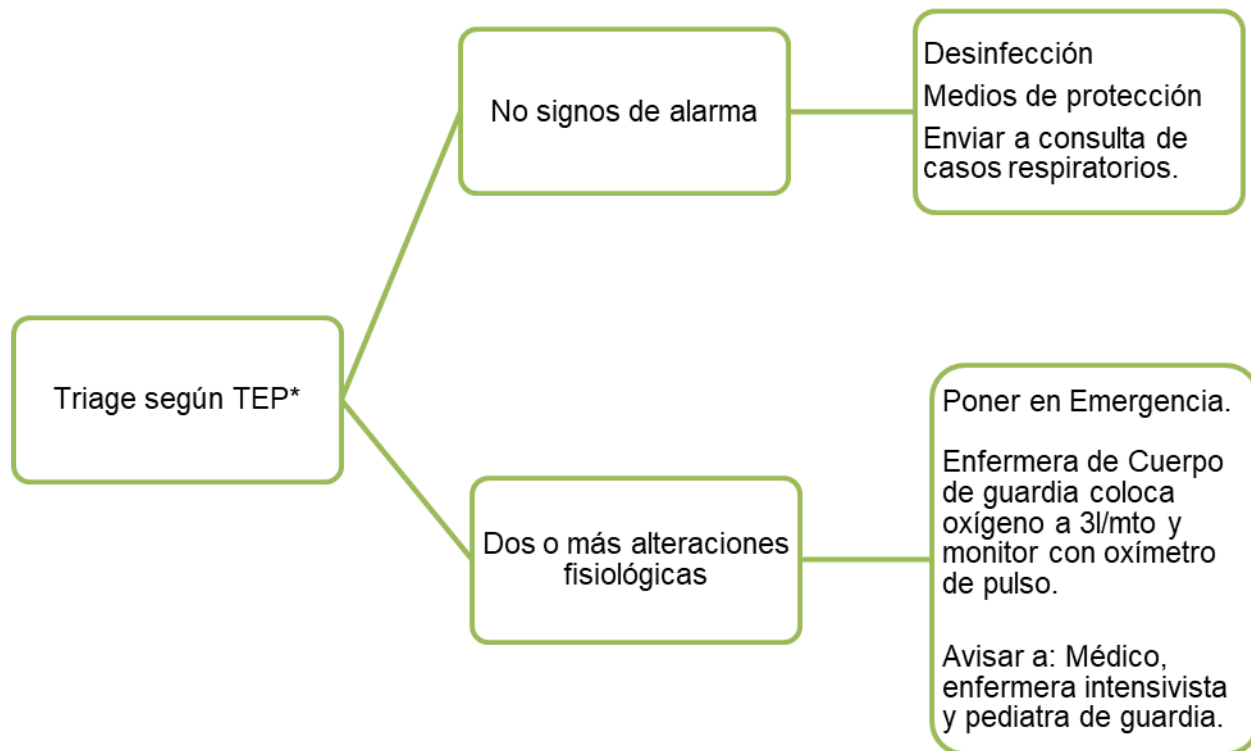 Triage según TEP*
No signos de alarma
Desinfección
Medios de protección
Enviar a consulta de
casos respiratorios.
Dos o más alteraciones
fisiológicas
Poner en Emergencia.
Enfermera de Cuerpo
de guardia coloca
oxígeno a 3l/mto y
monitor con oxímetro
de pulso.
Avisar a: Médico,
enfermera intensivista
y pediatra de guardia.